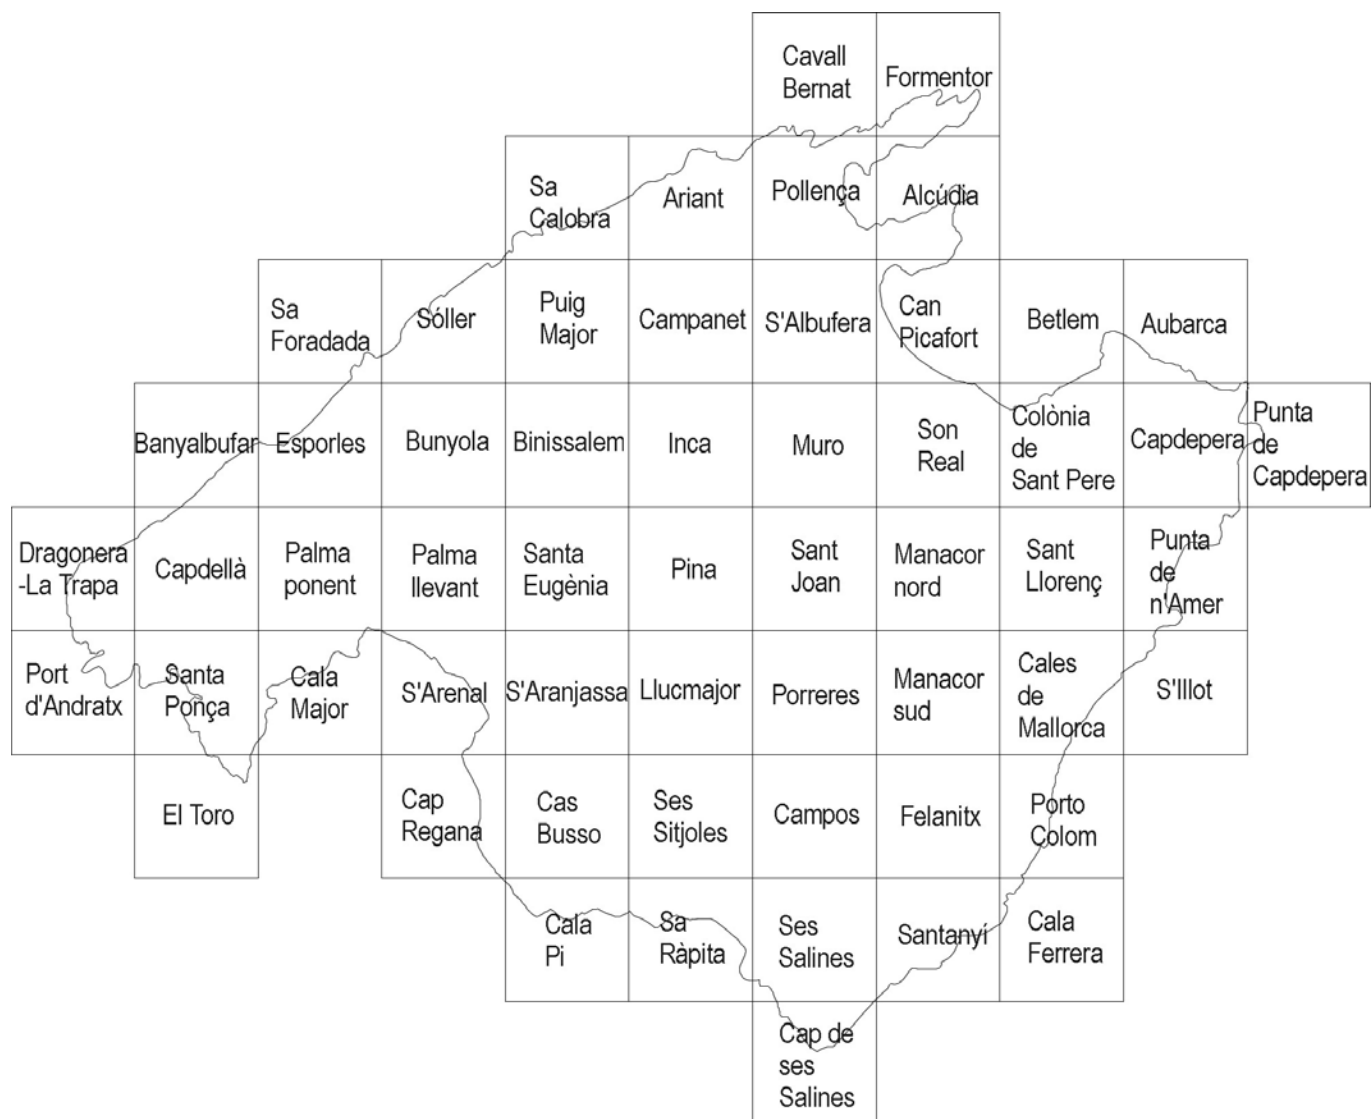 Cavall
Bernat
Formentor
Sa
Calobra
Ariant
Pollença
Alcúdia
Sa
Foradada
Sóller
Puig
Major
Campanet
S'Albufera
Can
Picafort
Betlem
Aubarca
Banyalbufar
Esporles
Bunyola
Binissalem
Inca
Muro
Son
Real
Colònia
de
Sant Pere
Capdepera
Punta
de
Capdepera
Dragonera
-La Trapa
Capdellà
Palma
ponent
Palma
llevant
Santa
Eugènia
Pina
Sant
Joan
Manacor
nord
Sant
Llorenç
Punta
de
n'Amer
Port
d'Andratx
Santa
Ponça
Cala
Major
S'Arenal
S'Aranjassa
Llucmajor
Porreres
Manacor
sud
Cales
de
Mallorca
S'Illot
El Toro
Cap
Regana
Cas
Busso
Ses
Sitjoles
Campos
Felanitx
Porto
Colom
Cala
Pi
Sa
Ràpita
Ses
Salines
Santanyí
Cala
Ferrera
Cap de
ses
Salines